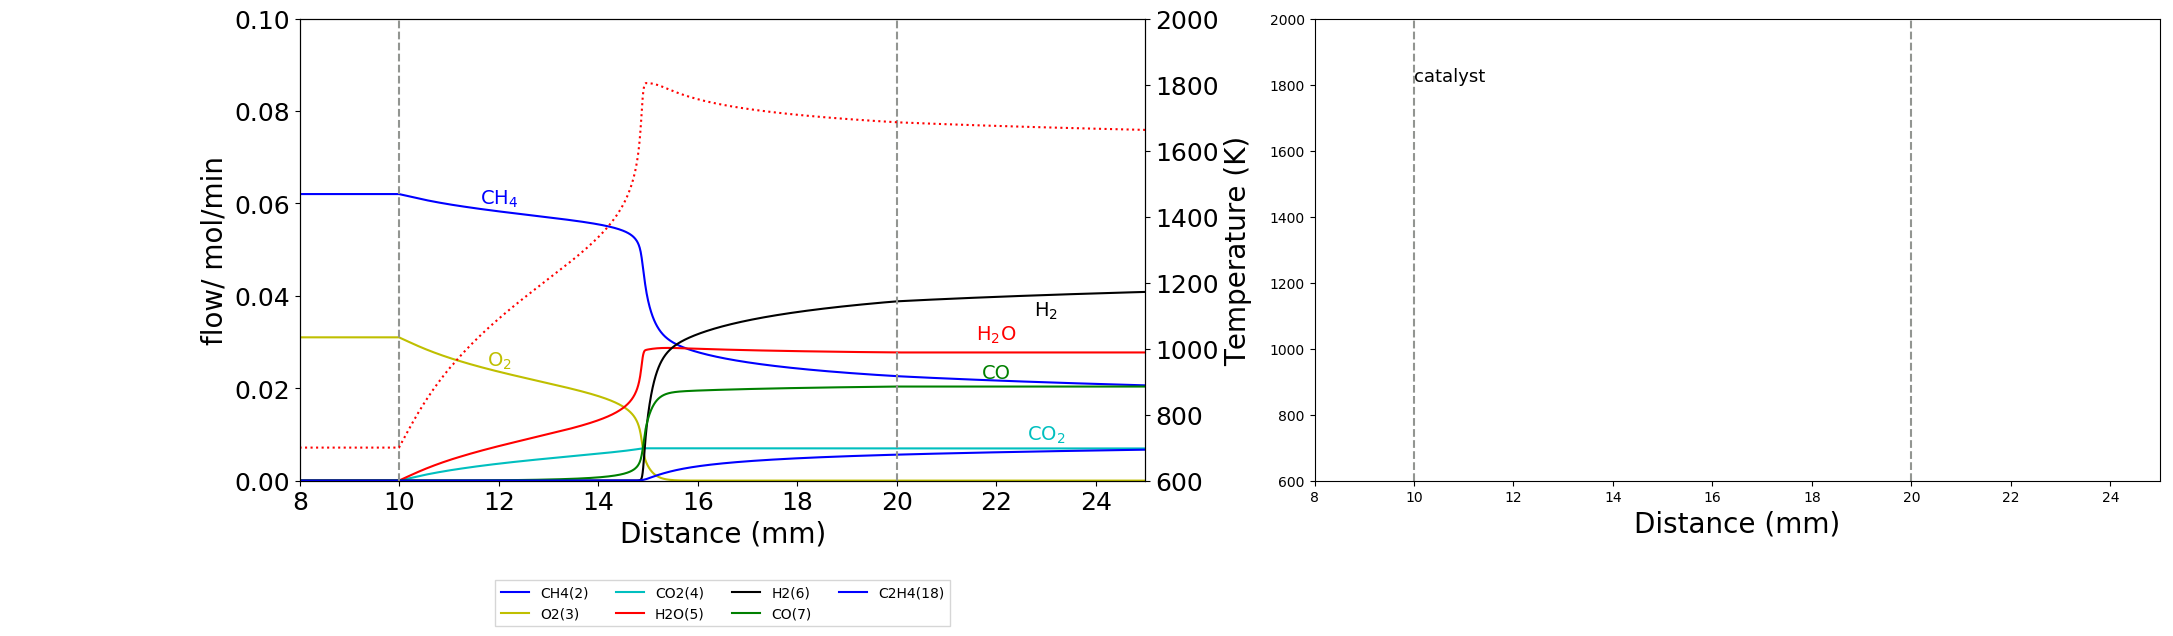 0.10
0.08
0.06
0.04
0.02
0.00
flow/ mol/min
8 10 12 14 16 18 20 22 24
Distance (mm)
CH4
O2
H2
H2O
CO
CO2
2000
1800
1600
1400
1200
1000
800
600
Temperature (K)
CH4(2) CO2(4) H2(6) C2H4(18)
O2(3) H2O(5) CO(7)
2000
1800
1600
1400
1200
1000
800
600
catalyst
8 10 12 14 16 18 20 22 24
Distance (mm)